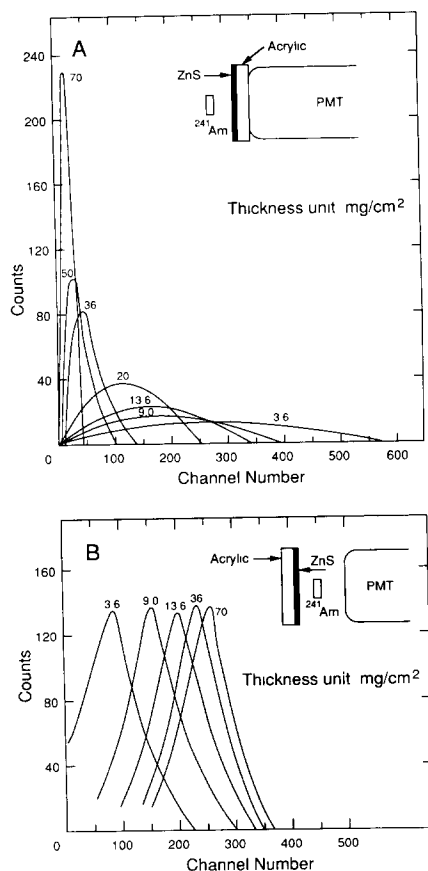 A
Acrylic
ZnS
PMT
241Am
Thickness unit mg/cm2
240
200
160
120
80
40
Counts
70
50
36
20
13 6
9.0
3 6
0 100 200 300 400 500 600
Channel Number
B
Acrylic
ZnS
PMT
241Am
Thickness unit mg/cm2
160
120
80
40
Counts
3 6
9 0
13 6
36
70
0 100 200 300 400 500
Channel Number